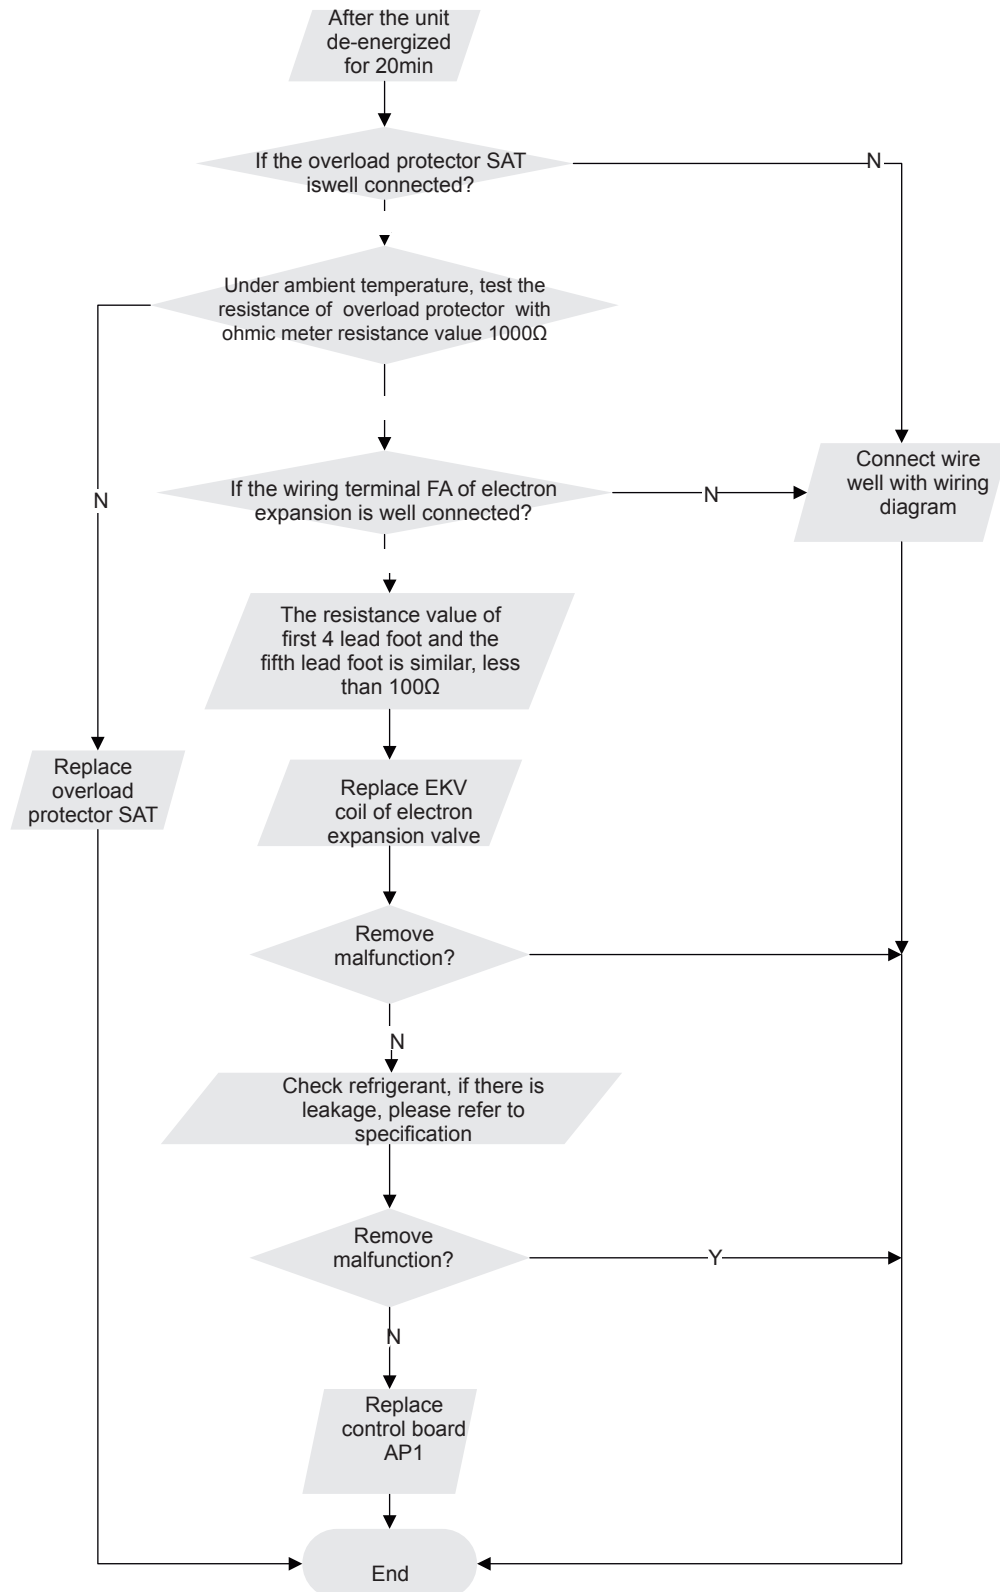 After the unit
de-energized
for 20min
If the overload protector SAT
iswell connected?
N
Under ambient temperature, test the
resistance of overload protector with
ohmic meter resistance value 1000Ω
Connect wire
well with wiring
diagram
N
If the wiring terminal FA of electron
expansion is well connected?
N
The resistance value of
first 4 lead foot and the
fifth lead foot is similar, less
than 100Ω
Replace
overload
protector SAT
Replace EKV
coil of electron
expansion valve
Remove
malfunction?
N
Check refrigerant, if there is
leakage, please refer to
specification
Remove
malfunction?
Y
N
Replace
control board
AP1
End